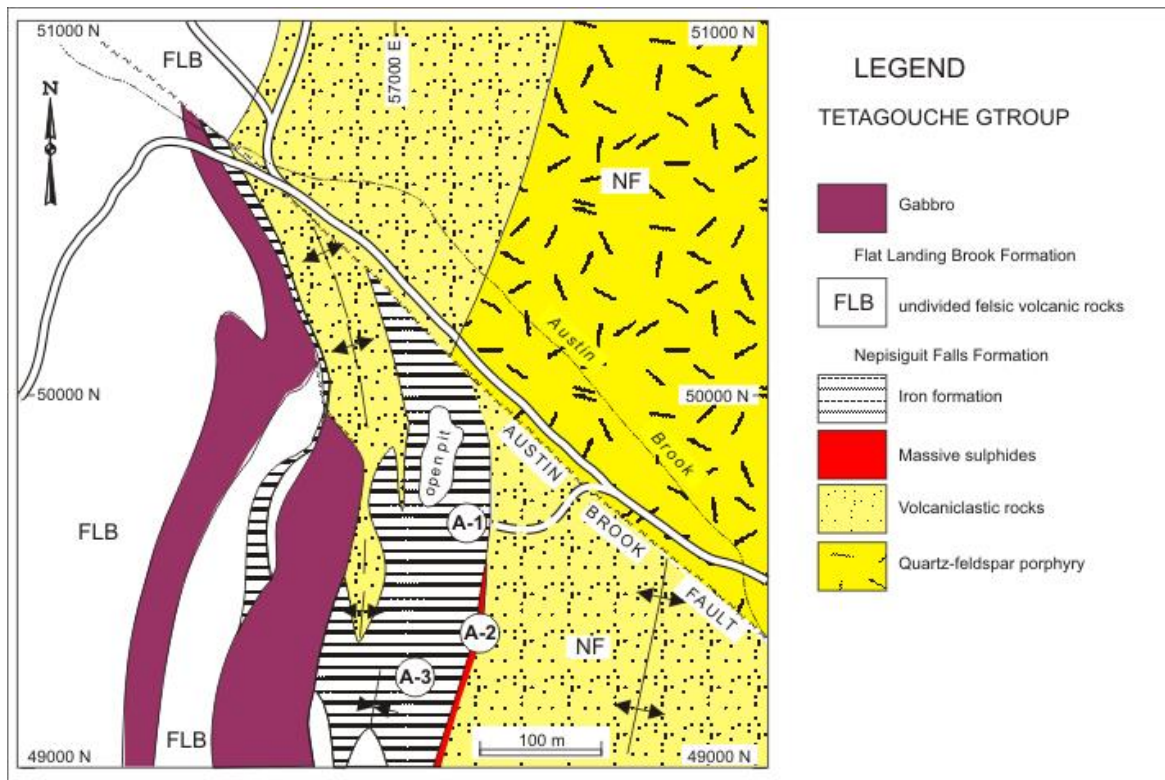 51000 N
FLB
57000 E
51000 N
N
NF
Austin
Brook
50000 N
50000 N
open pit
AUSTIN
BROOK
FAULT
A-1
FLB
A-2
NF
A-3
FLB
49000 N
100 m
49000 N
LEGEND
TETAGOUCHE GTROUP
Gabbro
Flat Landing Brook Formation
FLB undivided felsic volcanic rocks
Nepisiguit Falls Formation
Iron formation
Massive sulphides
Volcaniclastic rocks
Quartz-feldspar porphyry